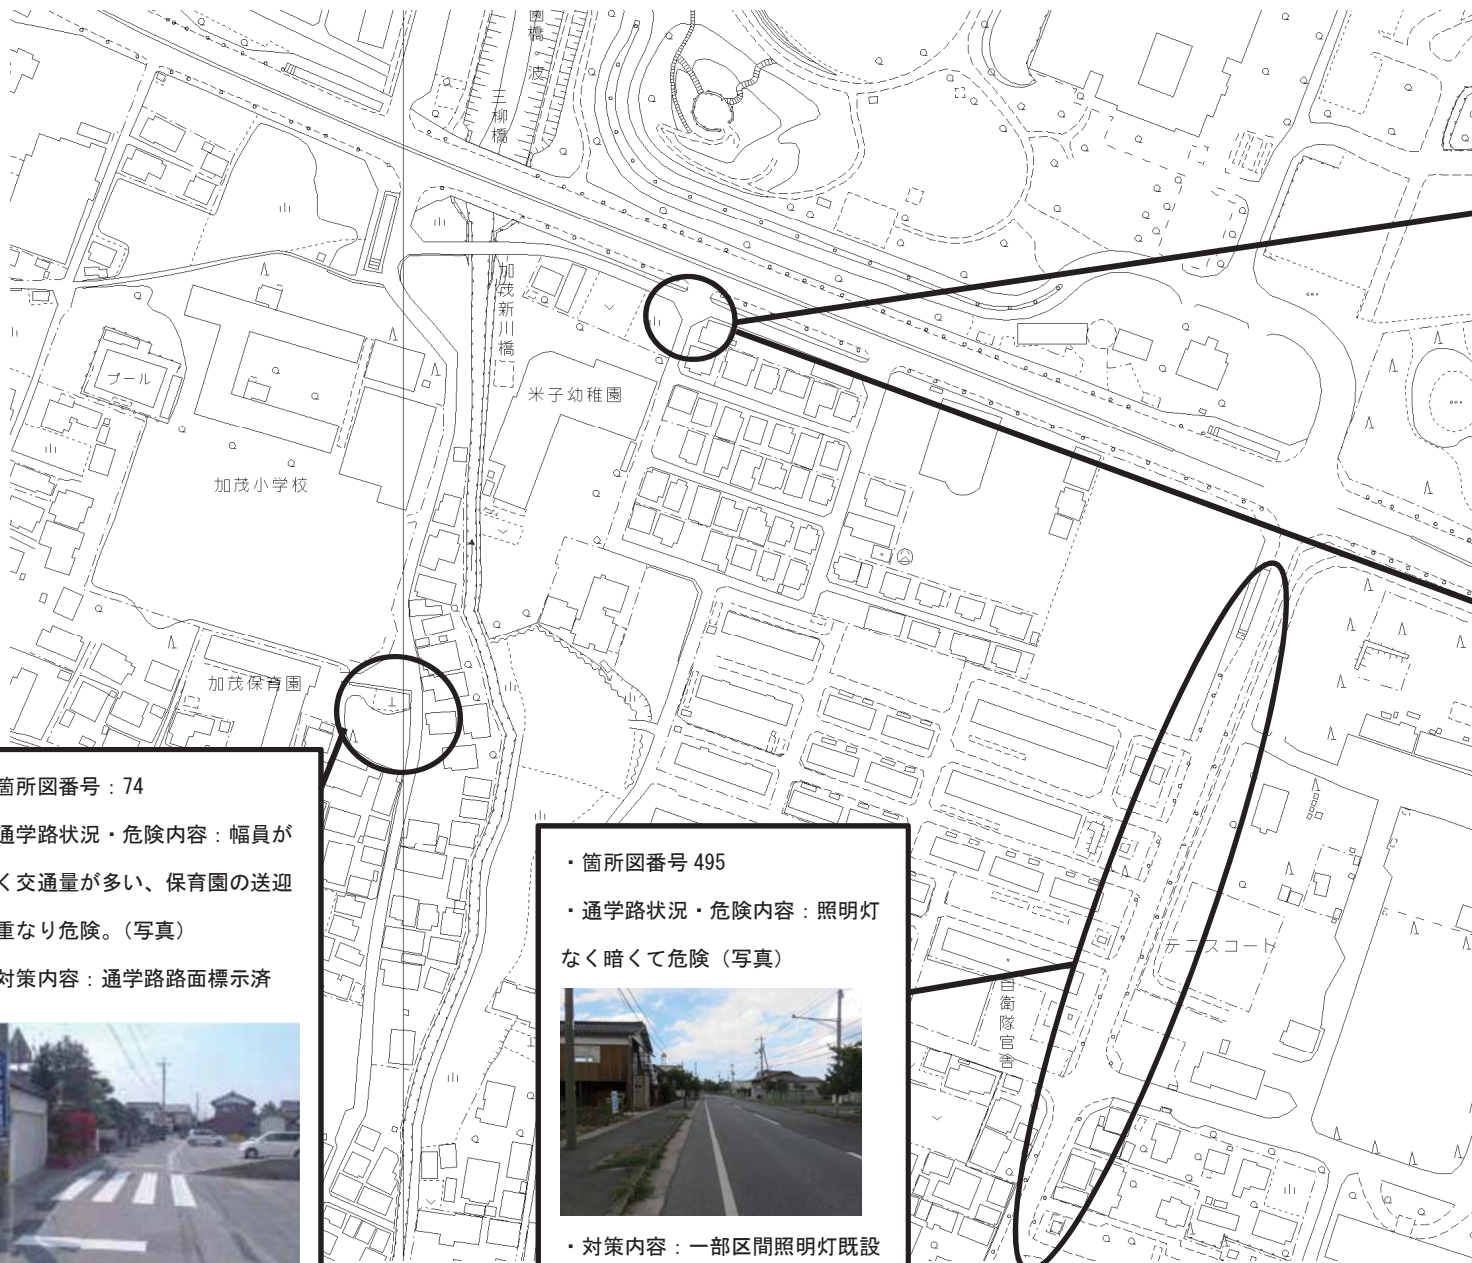 園橋
波
三柳橋
加茂新川橋
プール
米子幼稚園
加茂小学校
加茂保育園
箇所図番号：74
通学路状況・危険内容：幅員が
く交通量が多い、保育園の送迎
重なり危険。（写真）
対策内容：通学路路面標示済
・箇所図番号 495
・通学路状況・危険内容：照明灯
なく暗くて危険（写真）
・対策内容：一部区間照明灯既設
テニスコート
自衛隊官舎